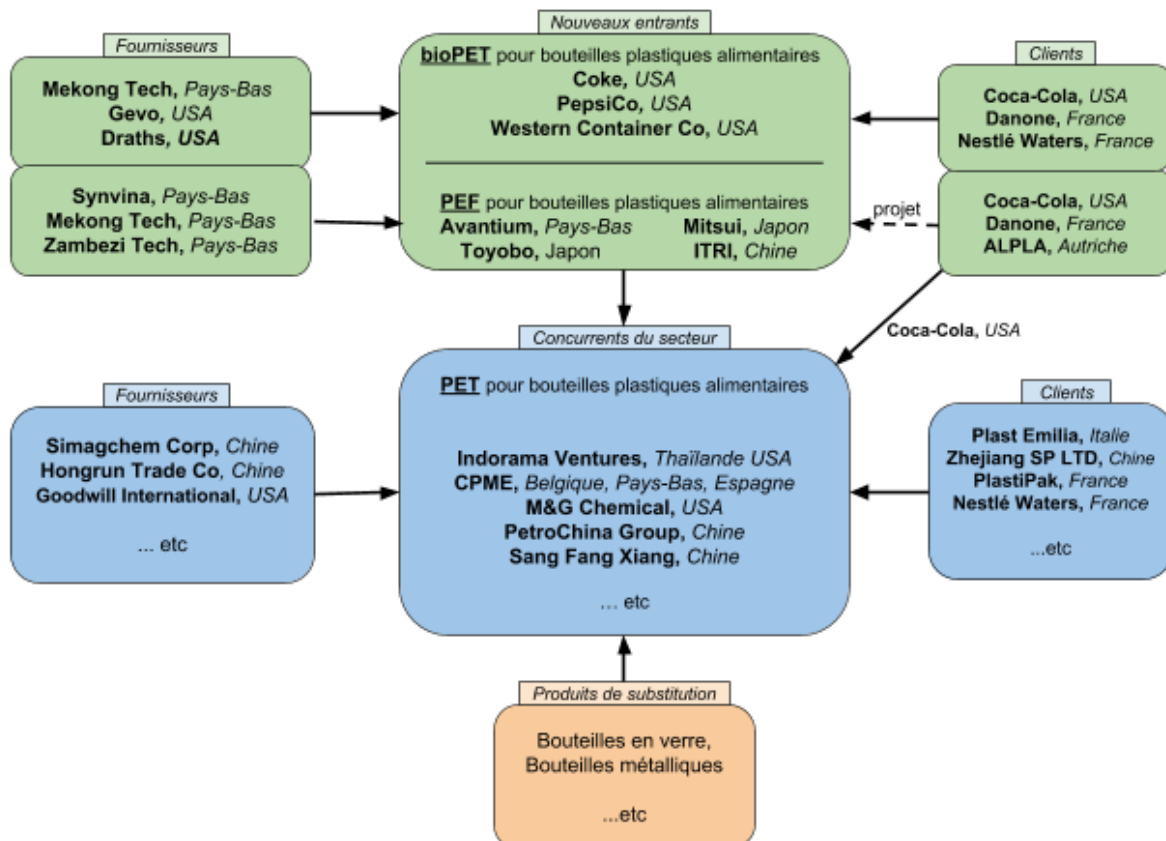 Nouveaux entrants
Fournisseurs
Mekong Tech, Pays-Bas
Gevo, USA
Draths, USA
Synvina, Pays-Bas
Mekong Tech, Pays-Bas
Zambezi Tech, Pays-Bas
bioPET pour bouteilles plastiques alimentaires
Coke, USA
PepsiCo, USA
Western Container Co, USA
PEF pour bouteilles plastiques alimentaires
Avantium, Pays-Bas Mitsui, Japon
Toyobo, Japon ITRI, Chine
Clients
Coca-Cola, USA
Danone, France
Nestlé Waters, France
projet
Coca-Cola, USA
Danone, France
ALPLA, Autriche
Coca-Cola, USA
Concurrents du secteur
PET pour bouteilles plastiques alimentaires
Indorama Ventures, Thaïlande USA
CPME, Belgique, Pays-Bas, Espagne
M&G Chemical, USA
PetroChina Group, Chine
Sang Fang Xiang, Chine
... etc
Fournisseurs
Simagchem Corp, Chine
Hongrun Trade Co, Chine
Goodwill International, USA
... etc
Clients
Plast Emilia, Italie
Zhejiang SP LTD, Chine
PlastiPak, France
Nestlé Waters, France
...etc
Produits de substitution
Bouteilles en verre,
Bouteilles métalliques
...etc